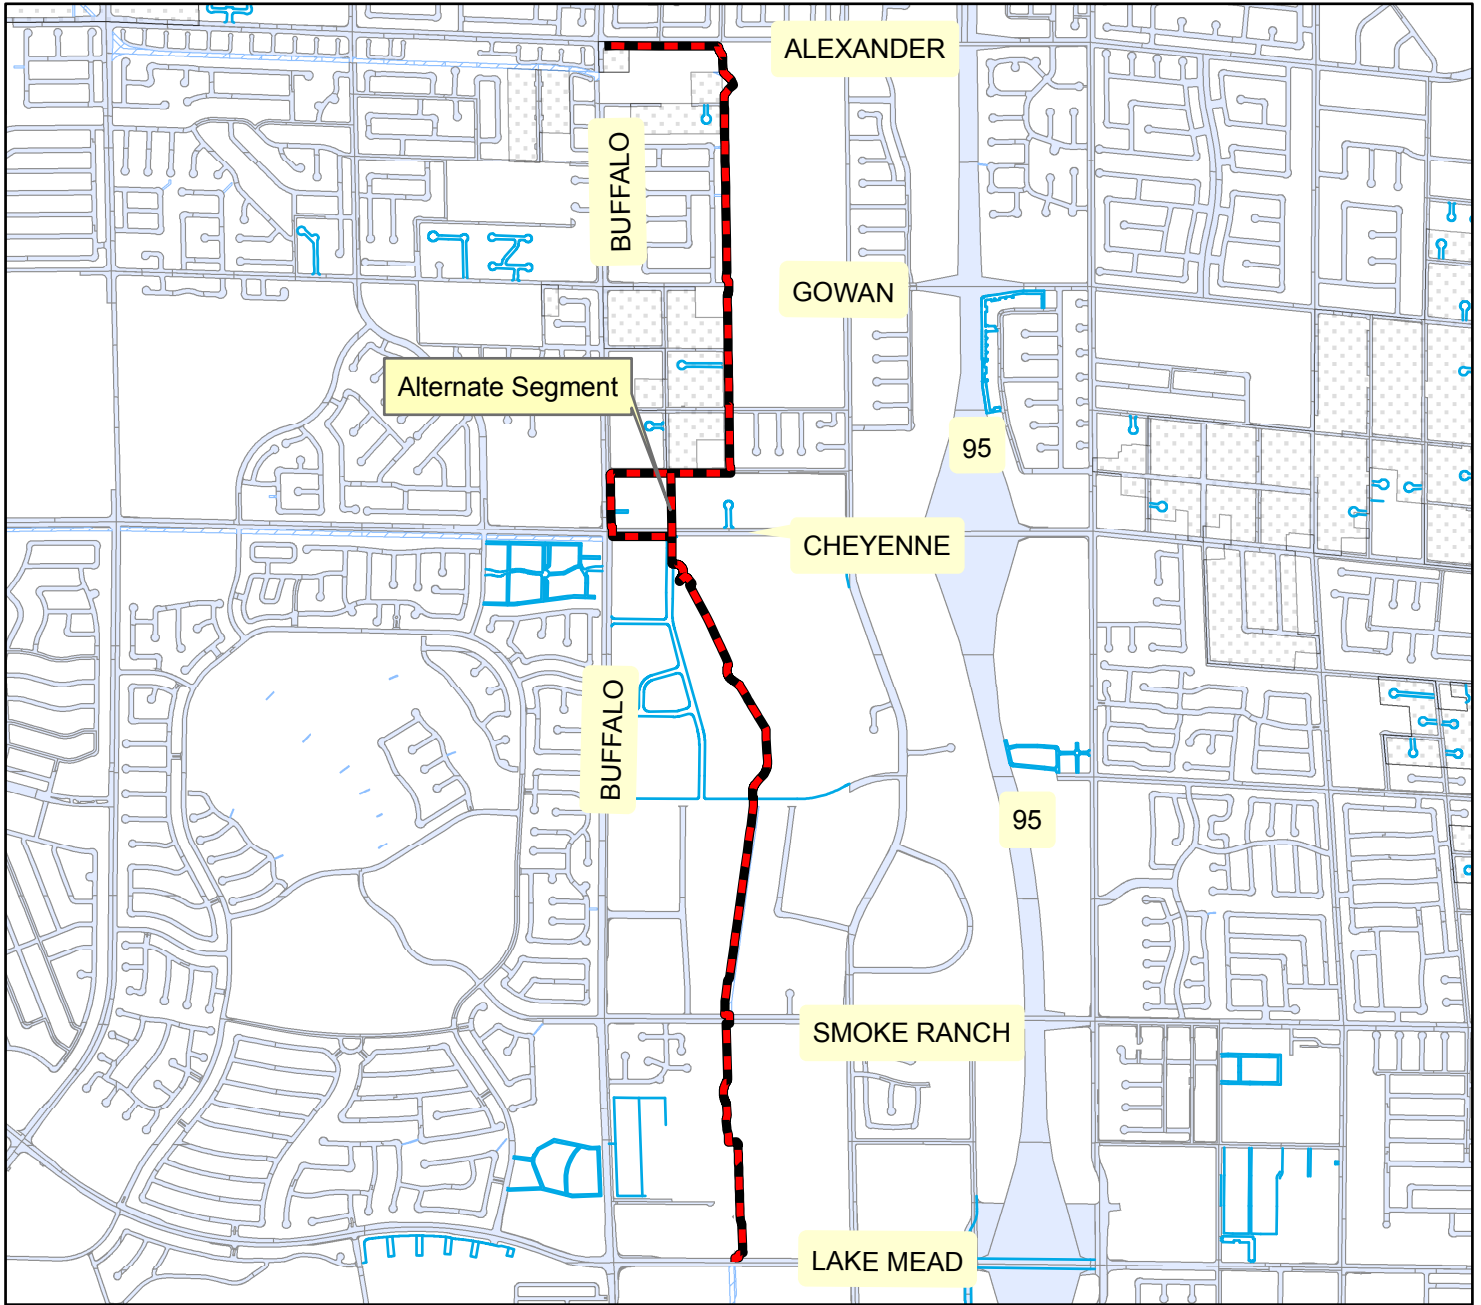 ALEXANDER
BUFFALO
GOWAN
Alternate Segment
95
CHEYENNE
BUFFALO
95
SMOKE RANCH
LAKE MEAD